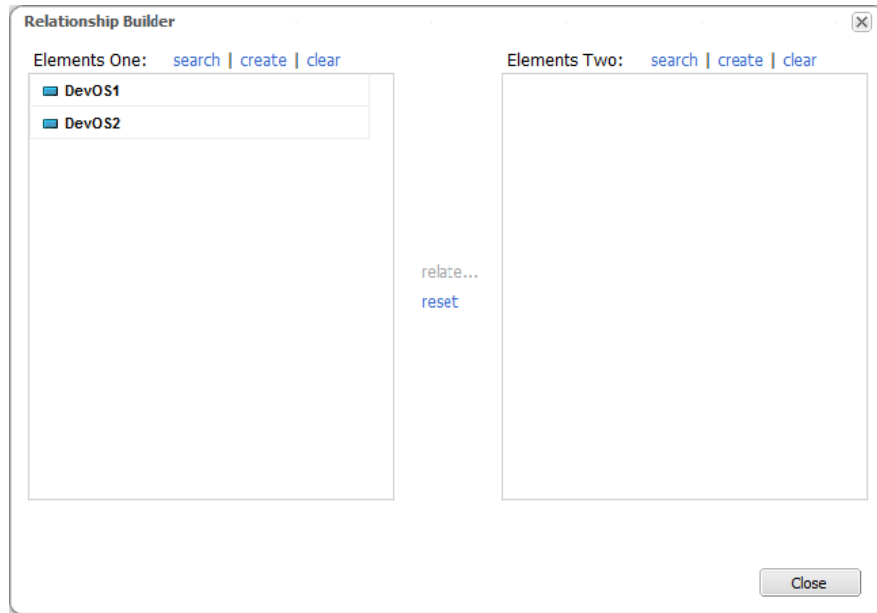 Relationship Builder
Elements One: search | create | clear
Elements Two: search | create | clear
DevOS1
DevOS2
relate...
reset
Close